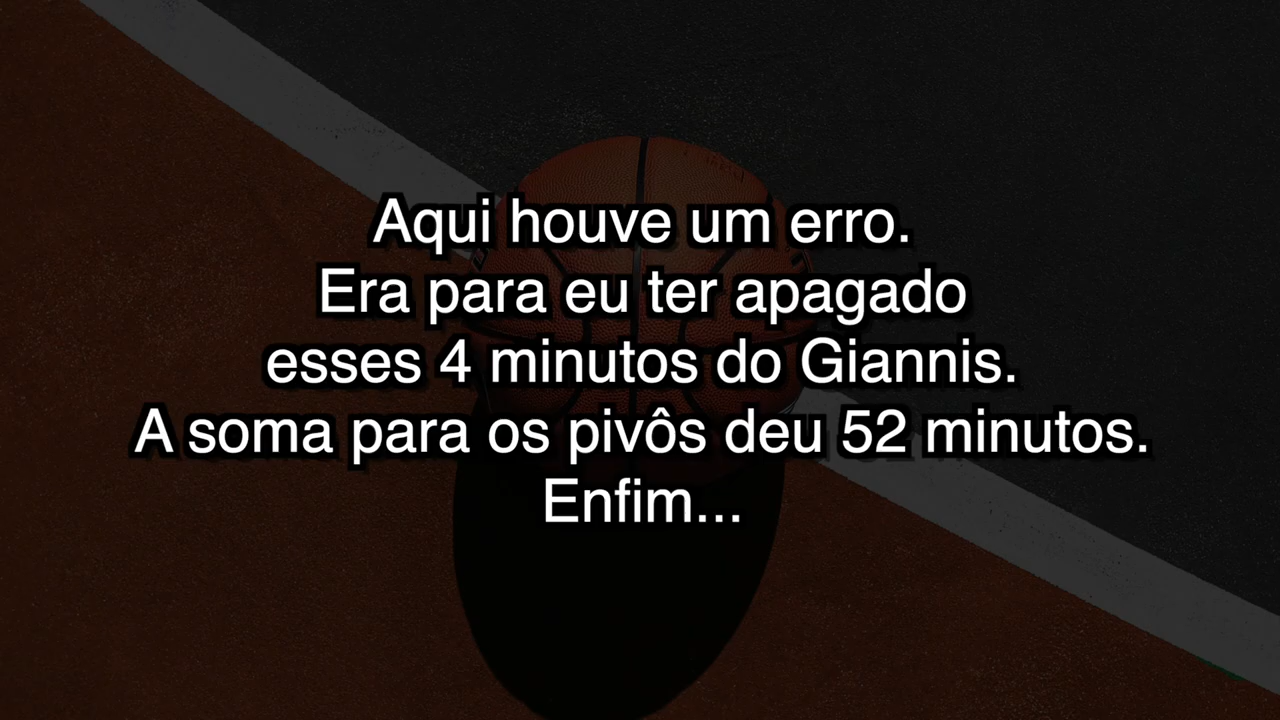 Aqui houve um erro.
Era para eu ter apagado
esses 4 minutos do Giannis.
A soma para os pivôs deu 52 minutos.
Enfim...